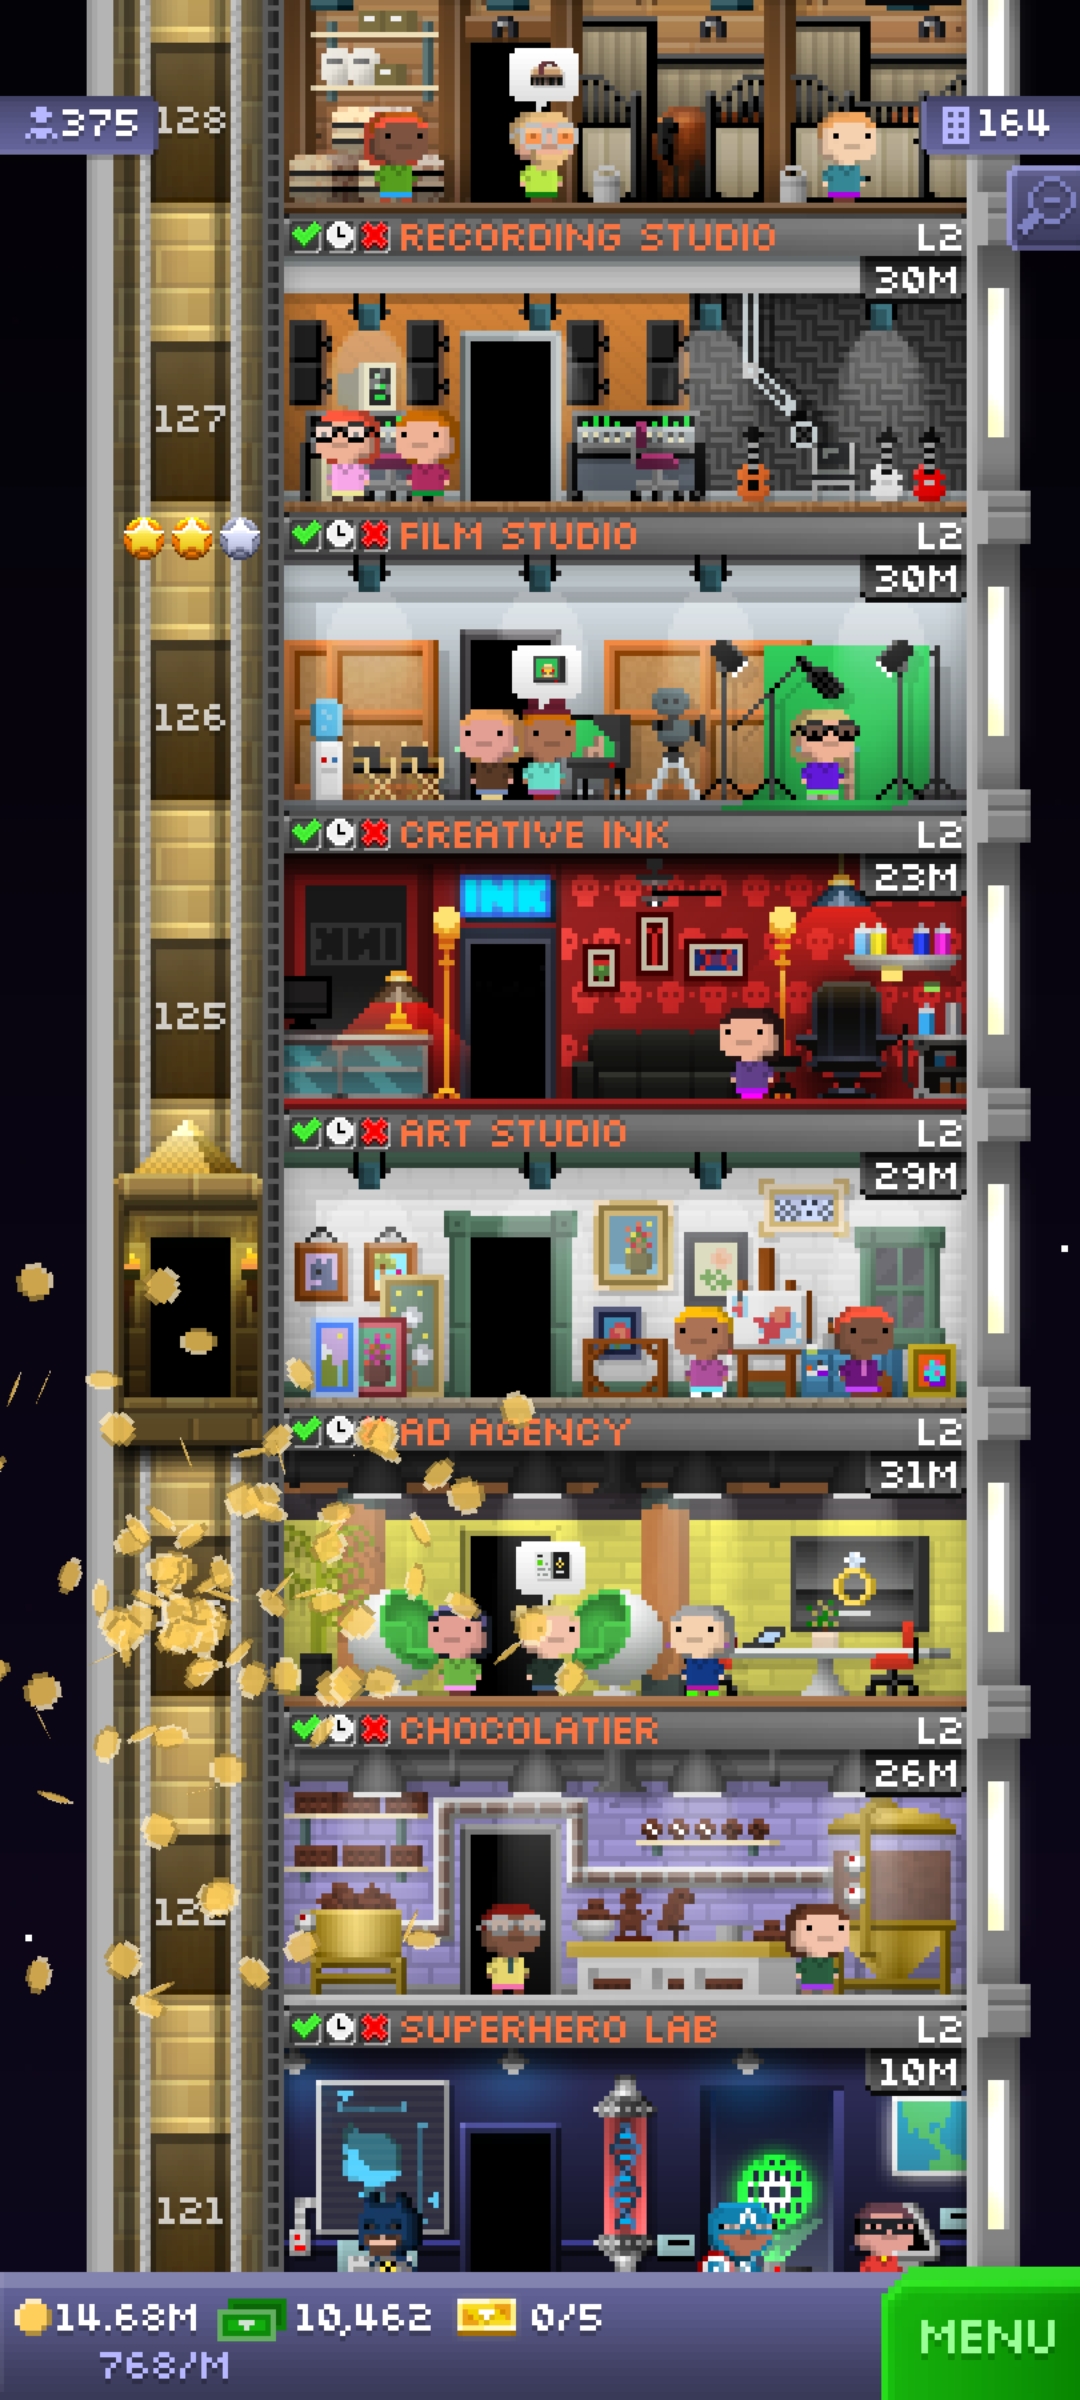 375
128
164
RECORDING STUDIO L2
30M
127
FILM STUDIO L2
30M
126
CREATIVE INK L2
23M
INK
125
ART STUDIO L2
29M
AD AGENCY L2
31M
CHOCOLATIER L2
26M
122
SUPERHERO LAB L2
10M
121
14.68M 10,462 0/5
768/M
MENU